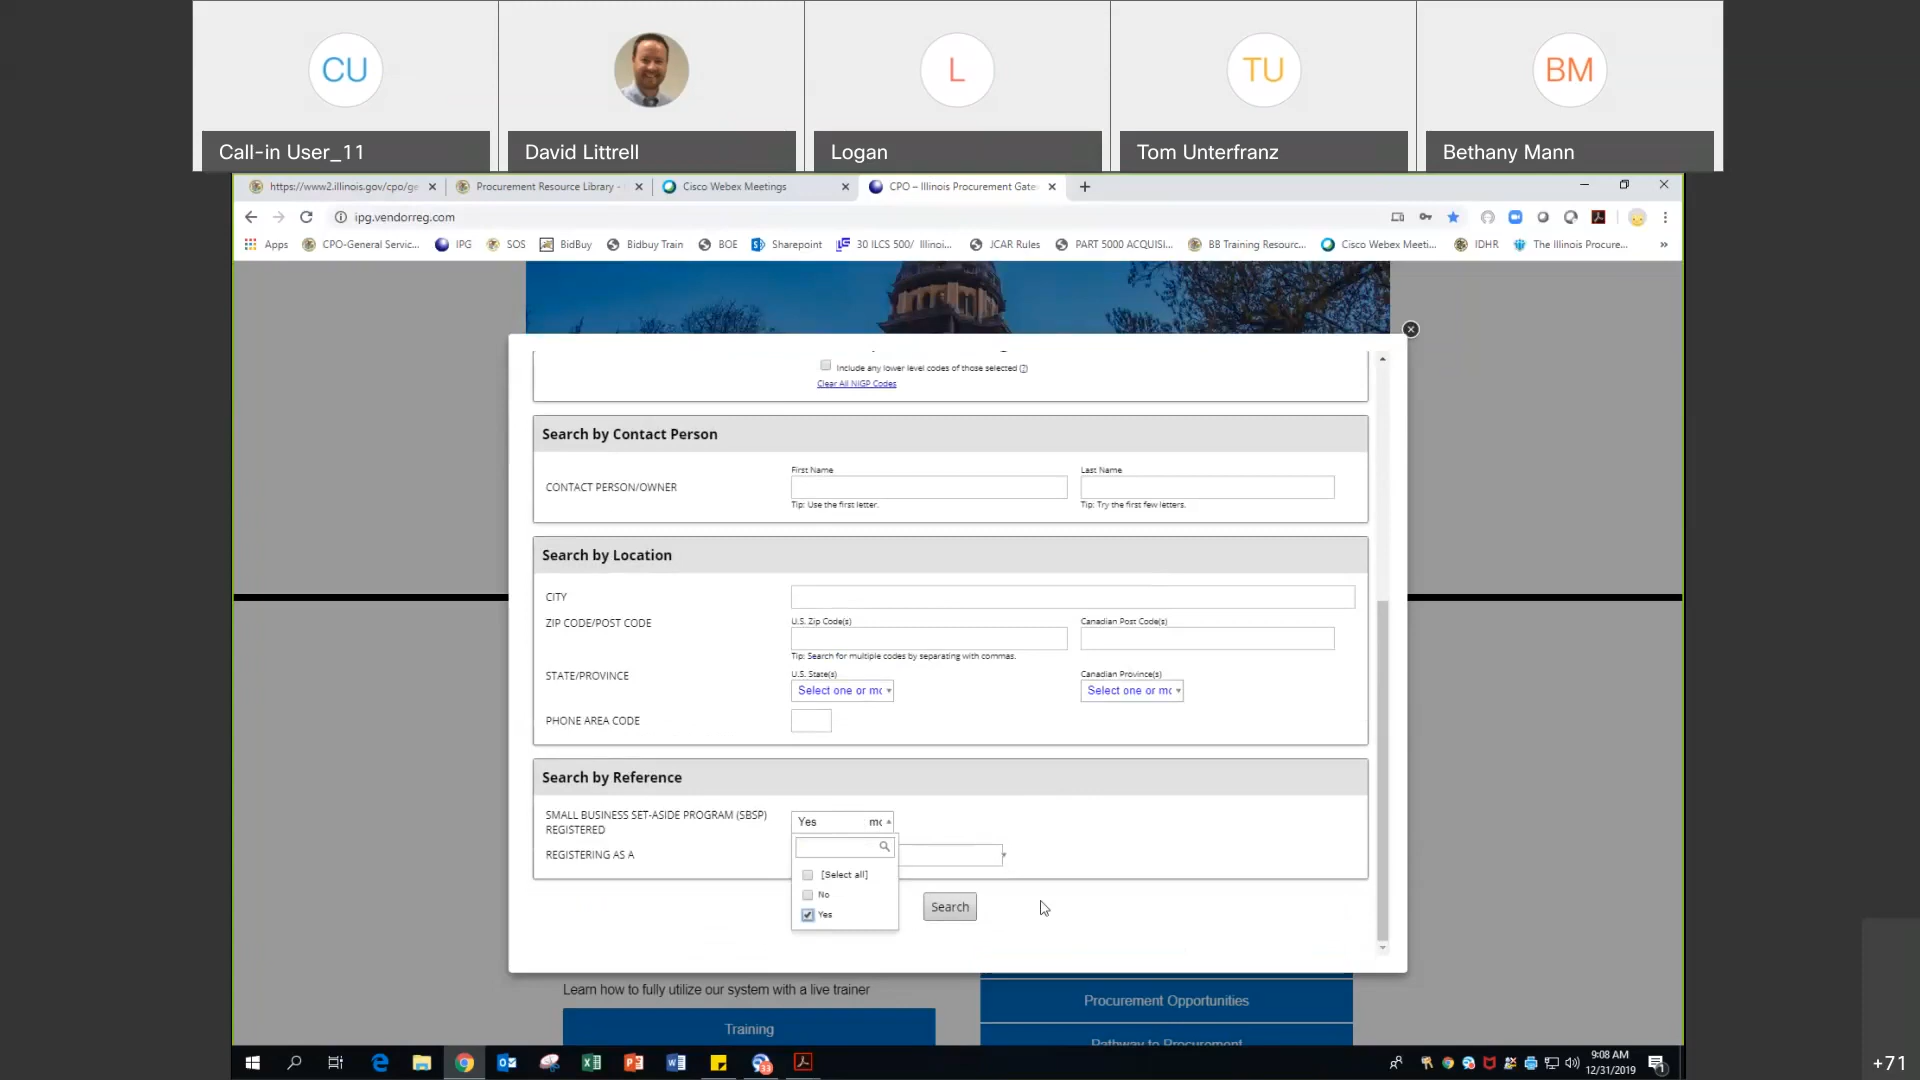 CU
L
TU
BM
Call-in User_11
David Littrell
Logan
Tom Unterfranz
Bethany Mann
https://www2.illinois.gov/cpo/ge
Procurement Resource Library -
Cisco Webex Meetings
CPO – Illinois Procurement Gate
ipg.vendorreg.com
Apps
CPO-General Servic...
IPG
SOS
BidBuy
Bidbuy Train
BOE
Sharepoint
30 ILCS 500/ Illinoi...
JCAR Rules
PART 5000 ACQUISI...
BB Training Resourc...
Cisco Webex Meeti...
IDHR
The Illinois Procure...
»
Include any lower level codes of those selected (?)
Clear All NIGP Codes
Search by Contact Person
First Name
Last Name
CONTACT PERSON/OWNER
Tip: Use the first letter.
Tip: Try the first few letters.
Search by Location
CITY
ZIP CODE/POST CODE
U.S. Zip Code(s)
Canadian Post Code(s)
Tip: Search for multiple codes by separating with commas.
STATE/PROVINCE
U.S. State(s)
Canadian Province(s)
Select one or mo
Select one or mo
PHONE AREA CODE
Search by Reference
SMALL BUSINESS SET-ASIDE PROGRAM (SBSP)
REGISTERED
Yes mo
REGISTERING AS A
[Select all]
No
Yes
Search
Learn how to fully utilize our system with a live trainer
Training
Procurement Opportunities
Pathway to Procurement
9:08 AM
12/31/2019
+71